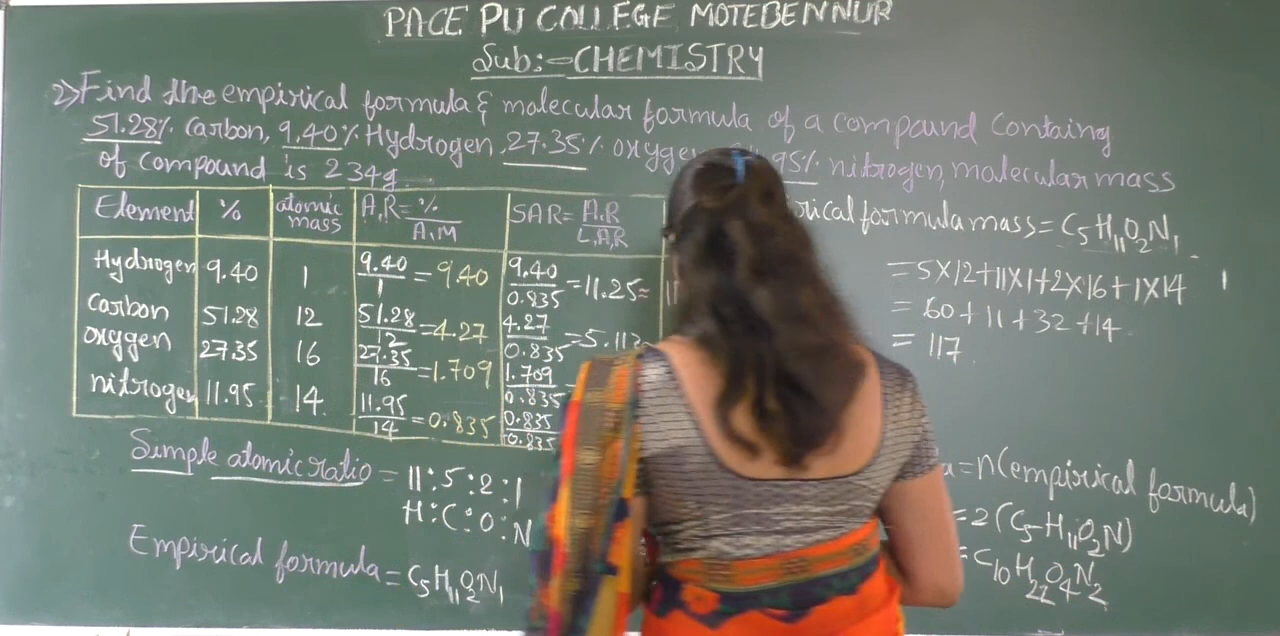 PACE PU COLLEGE MOTEBENNUR
Sub:-CHEMISTRY
2) Find the empirical formula & molecular formula of a compound Containg
51.28% Carbon, 9.40% Hydrogen, 27.35% oxygen 95% nitrogen, molecular mass
of compound is 234g.
Element % atomic mass A.R=%/A.M SAR=A.R/L.A.R
Hydrogen 9.40 1 9.40/1=9.40 9.40/0.835=11.25≈11
Carbon 51.28 12 51.28/12=4.27 4.27/0.835=5.113
oxygen 27.35 16 27.35/16=1.709 1.709/0.835=
nitrogen 11.95 14 11.95/14=0.835 0.835/0.835
Simple atomic ratio = 11:5:2:1
H:C:O:N
Empirical formula = C₅H₁₁O₂N₁
formula mass = C₅H₁₁O₂N₁
=5×12+11×1+2×16+1×14
=60+11+32+14
=117
=n(empirical formula)
=2(C₅H₁₁O₂N)
=C₁₀H₂₂O₄N₂